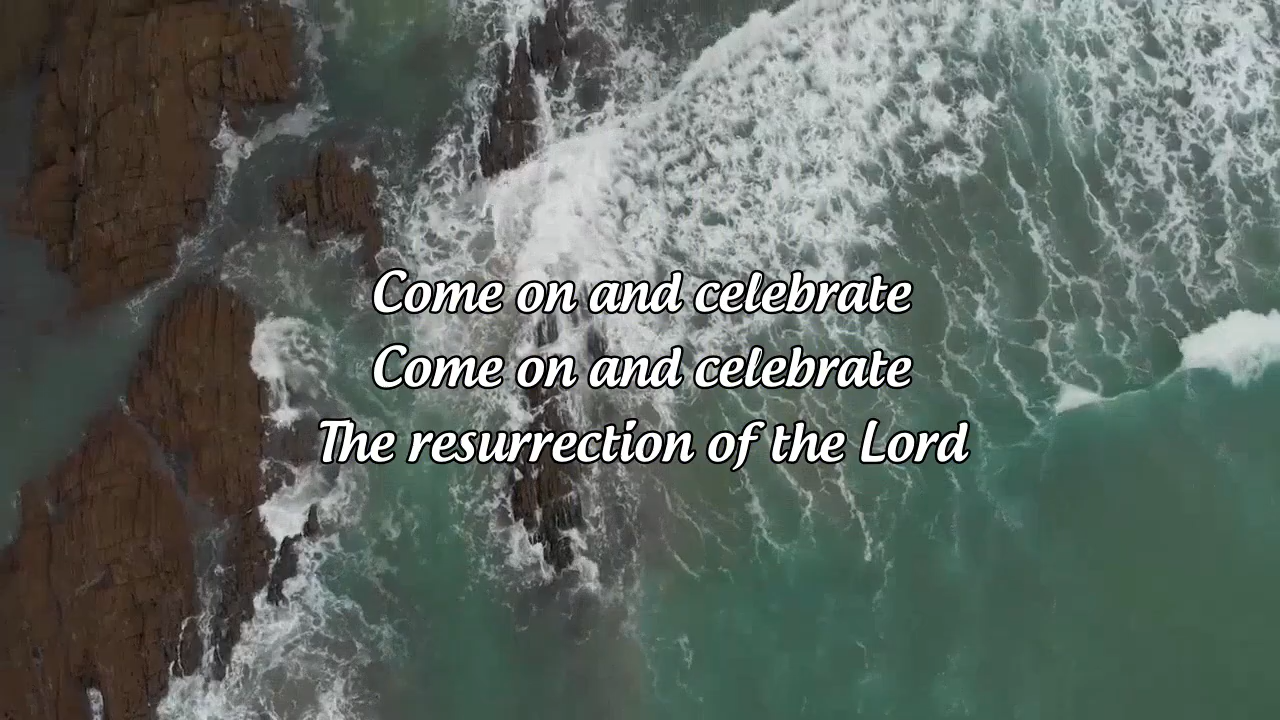 Come on and celebrate
Come on and celebrate
The resurrection of the Lord